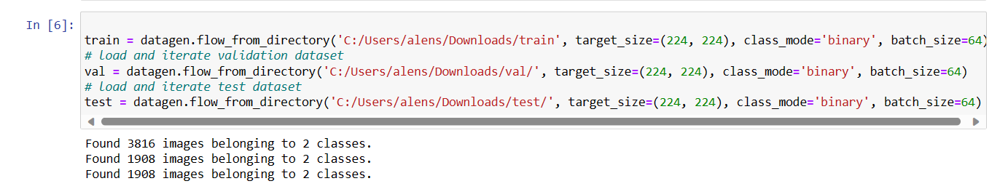 In [6]:
train = datagen.flow_from_directory('C:/Users/alens/Downloads/train', target_size=(224, 224), class_mode='binary', batch_size=64)
# load and iterate validation dataset
val = datagen.flow_from_directory('C:/Users/alens/Downloads/val/', target_size=(224, 224), class_mode='binary', batch_size=64)
# load and iterate test dataset
test = datagen.flow_from_directory('C:/Users/alens/Downloads/test/', target_size=(224, 224), class_mode='binary', batch_size=64)
Found 3816 images belonging to 2 classes.
Found 1908 images belonging to 2 classes.
Found 1908 images belonging to 2 classes.